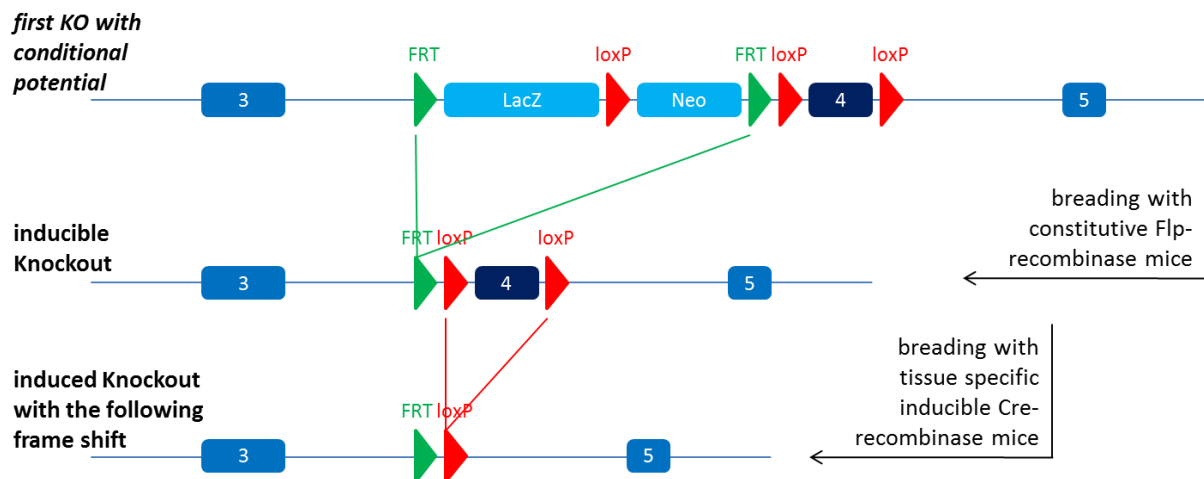 first KO with
conditional
potential
FRT
loxP
FRT
loxP
loxP
3
LacZ
Neo
4
5
breading with
constitutive Flp-
recombinase mice
inducible
Knockout
FRT
loxP
loxP
3
4
5
breading with
tissue specific
inducible Cre-
recombinase mice
induced Knockout
with the following
frame shift
FRT
loxP
3
5